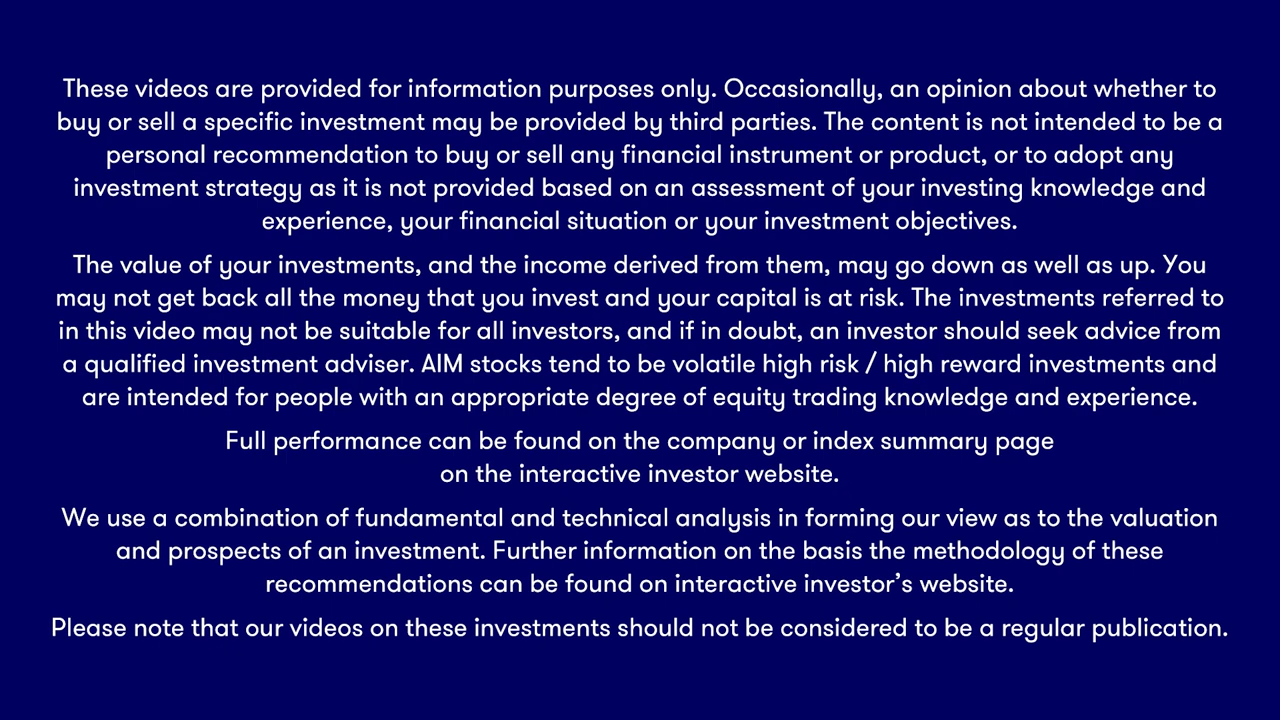 These videos are provided for information purposes only. Occasionally, an opinion about whether to
buy or sell a specific investment may be provided by third parties. The content is not intended to be a
personal recommendation to buy or sell any financial instrument or product, or to adopt any
investment strategy as it is not provided based on an assessment of your investing knowledge and
experience, your financial situation or your investment objectives.
The value of your investments, and the income derived from them, may go down as well as up. You
may not get back all the money that you invest and your capital is at risk. The investments referred to
in this video may not be suitable for all investors, and if in doubt, an investor should seek advice from
a qualified investment adviser. AIM stocks tend to be volatile high risk / high reward investments and
are intended for people with an appropriate degree of equity trading knowledge and experience.
Full performance can be found on the company or index summary page
on the interactive investor website.
We use a combination of fundamental and technical analysis in forming our view as to the valuation
and prospects of an investment. Further information on the basis the methodology of these
recommendations can be found on interactive investor’s website.
Please note that our videos on these investments should not be considered to be a regular publication.